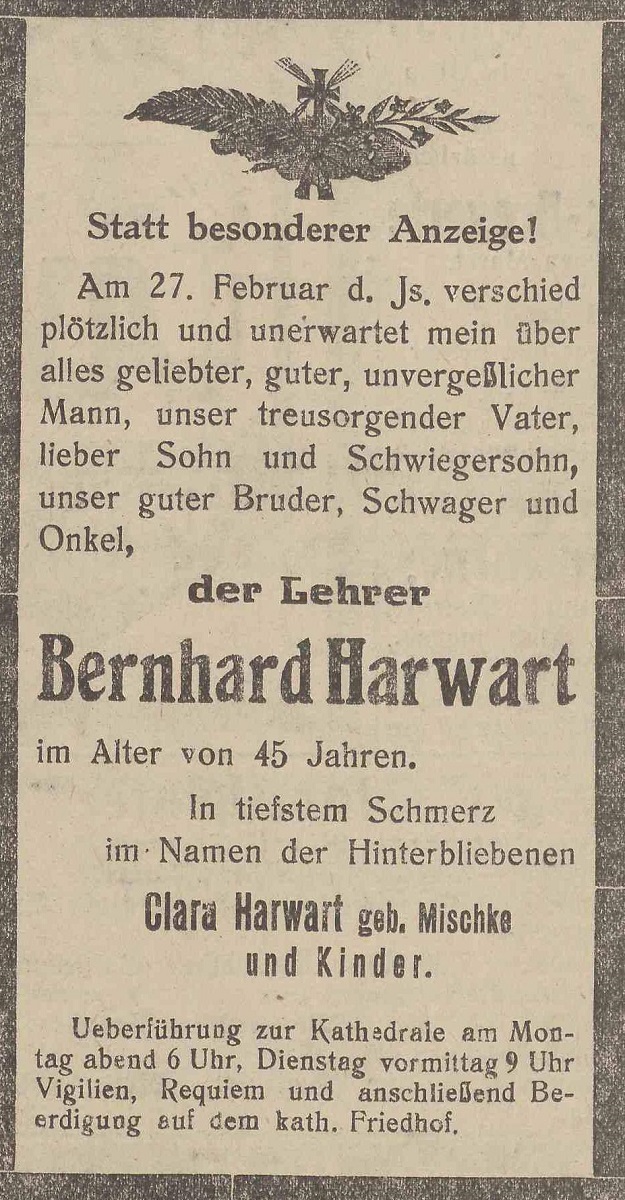 Statt besonderer Anzeige!
Am 27. Februar d. Js. verschied
plötzlich und unerwartet mein über
alles geliebter, guter, unvergeßlicher
Mann, unser treusorgender Vater,
lieber Sohn und Schwiegersohn,
unser guter Bruder, Schwager und
Onkel,
der Lehrer
Bernhard Harwart
im Alter von 45 Jahren.
In tiefstem Schmerz
im Namen der Hinterbliebenen
Clara Harwart geb. Mischke
und Kinder.
Ueberführung zur Kathedrale am Mon-
tag abend 6 Uhr, Dienstag vormittag 9 Uhr
Vigilien, Requiem und anschließend Be-
erdigung auf dem kath. Friedhof.